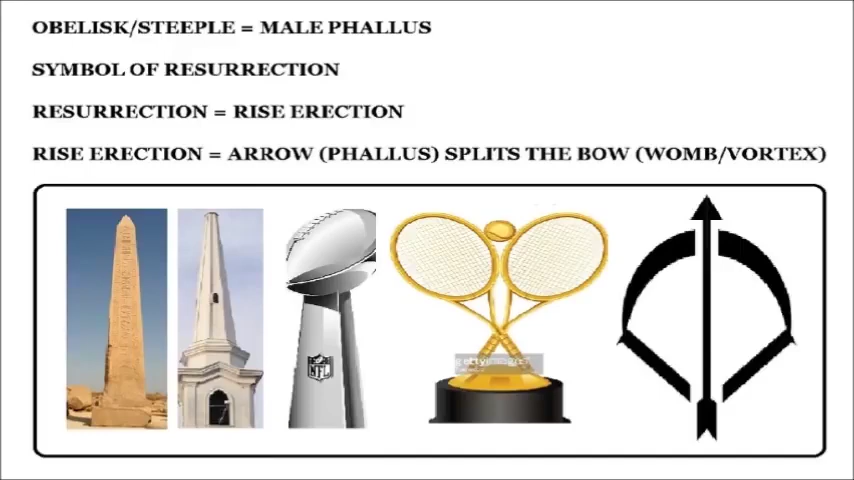 OBELISK/STEEPLE = MALE PHALLUS
SYMBOL OF RESURRECTION
RESURRECTION = RISE ERECTION
RISE ERECTION = ARROW (PHALLUS) SPLITS THE BOW (WOMB/VORTEX)
NFL